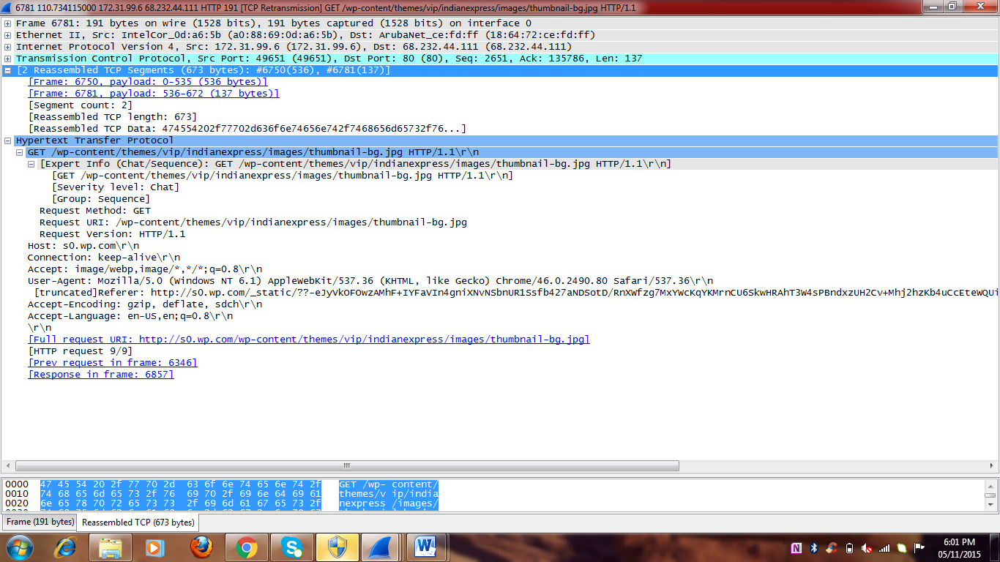 6781 110.734115000 172.31.99.6 68.232.44.111 HTTP 191 [TCP Retransmission] GET /wp-content/themes/vip/indianexpress/images/thumbnail-bg.jpg HTTP/1.1
Frame 6781: 191 bytes on wire (1528 bits), 191 bytes captured (1528 bits) on interface 0
Ethernet II, Src: IntelCor_0d:a6:5b (a0:88:69:0d:a6:5b), Dst: ArubaNet_ce:fd:ff (18:64:72:ce:fd:ff)
Internet Protocol Version 4, Src: 172.31.99.6 (172.31.99.6), Dst: 68.232.44.111 (68.232.44.111)
Transmission Control Protocol, Src Port: 49651 (49651), Dst Port: 80 (80), Seq: 2651, Ack: 135786, Len: 137
[2 Reassembled TCP Segments (673 bytes): #6750(536), #6781(137)]
[Frame: 6750, payload: 0-535 (536 bytes)]
[Frame: 6781, payload: 536-672 (137 bytes)]
[Segment count: 2]
[Reassembled TCP length: 673]
[Reassembled TCP Data: 474554202f77702d636f6e74656e742f7468656d65732f76...]
Hypertext Transfer Protocol
GET /wp-content/themes/vip/indianexpress/images/thumbnail-bg.jpg HTTP/1.1\r\n
[Expert Info (Chat/Sequence): GET /wp-content/themes/vip/indianexpress/images/thumbnail-bg.jpg HTTP/1.1\r\n]
[GET /wp-content/themes/vip/indianexpress/images/thumbnail-bg.jpg HTTP/1.1\r\n]
[Severity level: Chat]
[Group: Sequence]
Request Method: GET
Request URI: /wp-content/themes/vip/indianexpress/images/thumbnail-bg.jpg
Request Version: HTTP/1.1
Host: s0.wp.com\r\n
Connection: keep-alive\r\n
Accept: image/webp,image/*,*/*;q=0.8\r\n
User-Agent: Mozilla/5.0 (Windows NT 6.1) AppleWebKit/537.36 (KHTML, like Gecko) Chrome/46.0.2490.80 Safari/537.36\r\n
[truncated]Referer: http://s0.wp.com/_static/??-eJyVkOFOwzAMhF+IYFaVIn4gniXNvNSbnUR1Ssfb427aNDSotD/RnXWfzg7MxYWcKqYKMrnCU6SkwHRAhT3W4sPBndxzUH2Cv+Mhj2hzKb4uCcEteWQUi
Accept-Encoding: gzip, deflate, sdch\r\n
Accept-Language: en-US,en;q=0.8\r\n
\r\n
[Full request URI: http://s0.wp.com/wp-content/themes/vip/indianexpress/images/thumbnail-bg.jpg]
[HTTP request 9/9]
[Prev request in frame: 6346]
[Response in frame: 6857]
0000 47 45 54 20 2f 77 70 2d 63 6f 6e 74 65 6e 74 2f GET /wp- content/
0010 74 68 65 6d 65 73 2f 76 69 70 2f 69 6e 64 69 61 themes/v ip/india
0020 6e 65 78 70 72 65 73 73 2f 69 6d 61 67 65 73 2f nexpress /images/
Frame (191 bytes) Reassembled TCP (673 bytes)
6:01 PM
05/11/2015